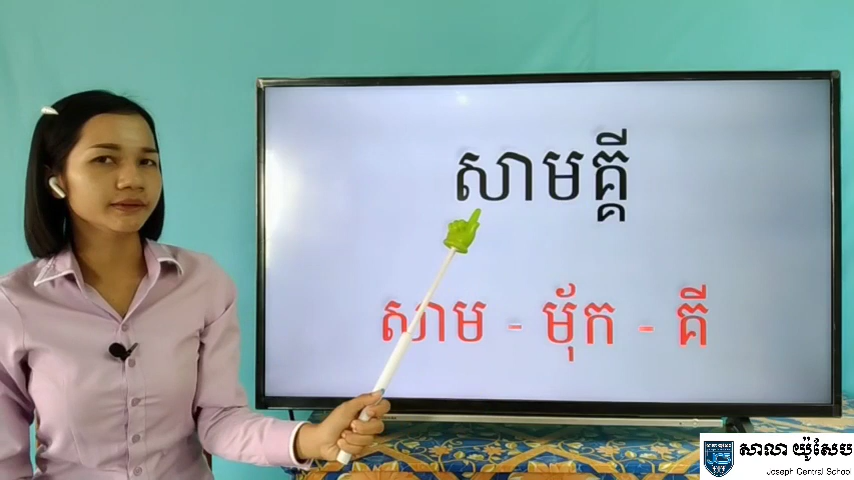 សាមគ្គី
សាម - ម៉័ុក - គី
សាលា យ៉ូសែប
Joseph Central School